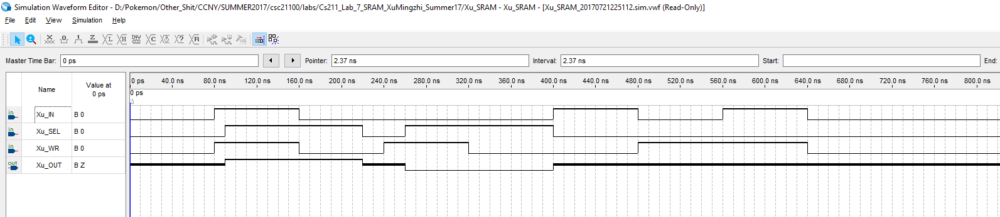 Simulation Waveform Editor - D:/Pokemon/Other_Shit/CCNY/SUMMER2017/csc21100/labs/Cs211_Lab_7_SRAM_XuMingzhi_Summer17/Xu_SRAM - Xu_SRAM - [Xu_SRAM_20170721225112.sim.vwf (Read-Only)]
File Edit View Simulation Help
Master Time Bar: 0 ps Pointer: 2.37 ns Interval: 2.37 ns Start: End:
Name Value at 0 ps
0 ps 40.0 ns 80.0 ns 120.0 ns 160.0 ns 200.0 ns 240.0 ns 280.0 ns 320.0 ns 360.0 ns 400.0 ns 440.0 ns 480.0 ns 520.0 ns 560.0 ns 600.0 ns 640.0 ns 680.0 ns 720.0 ns 760.0 ns 800.0 ns
0 ps
in Xu_IN B 0
in Xu_SEL B 0
in Xu_WR B 0
out Xu_OUT B Z